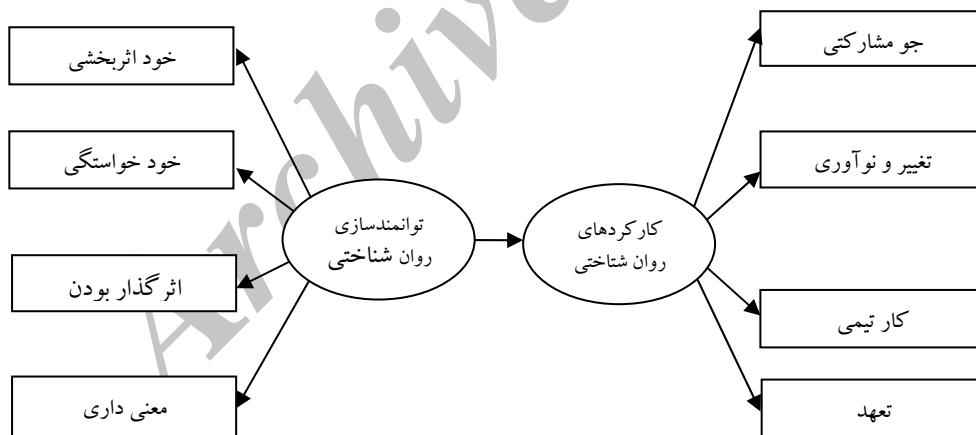 جو مشارکتی
خود اثربخشی
تغییر و نوآوری
خود خواستگی
کارکردهای
روان شتاختی
توانمندسازی
روان شناختی
اثر گذار بودن
کار تیمی
معنی داری
تعهد
Archive